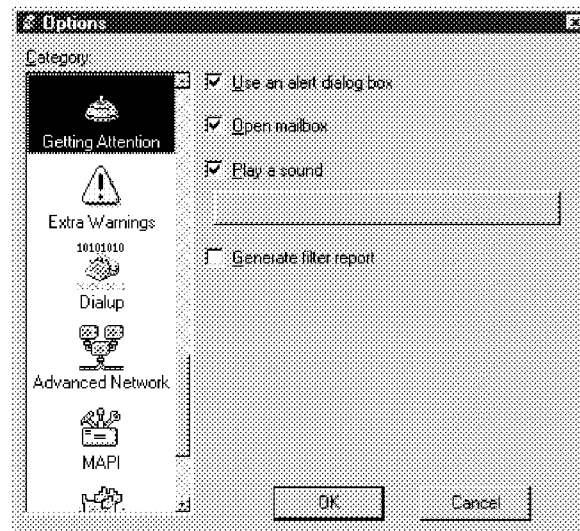 Options
Category:
Getting Attention
Extra Warnings
10101010
Dialup
Advanced Network
MAPI
Use an alert dialog box
Open mailbox
Play a sound
Generate filter report
OK
Cancel